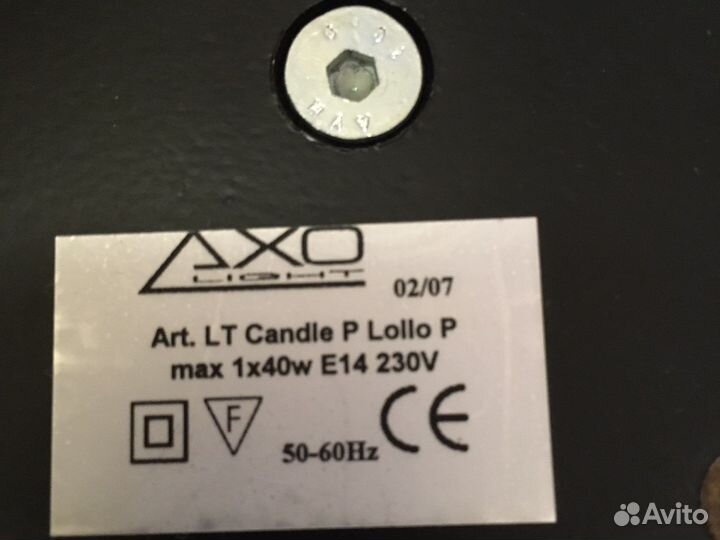 AXO
LIGHT
02/07
Art. LT Candle P Lollo P
max 1x40w E14 230V
F
50-60Hz
CE
Avito